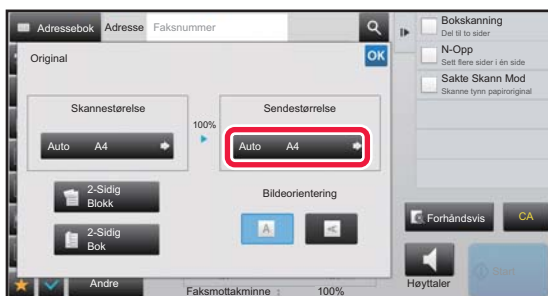 Adressebok Adresse Faksnummer
Original
OK
Skannestørelse
100%
Sendestørrelse
Auto A4
Auto A4
2-Sidig
Blokk
2-Sidig
Bok
Bildeorientering
A
A
Andre
Faksmottakminne : 100%
Bokskanning
Del til to sider
N-Opp
Sett flere sider i én side
Sakte Skann Mod
Skanne tynn papiroriginal
Forhåndsvis
CA
Høyttaler
Start